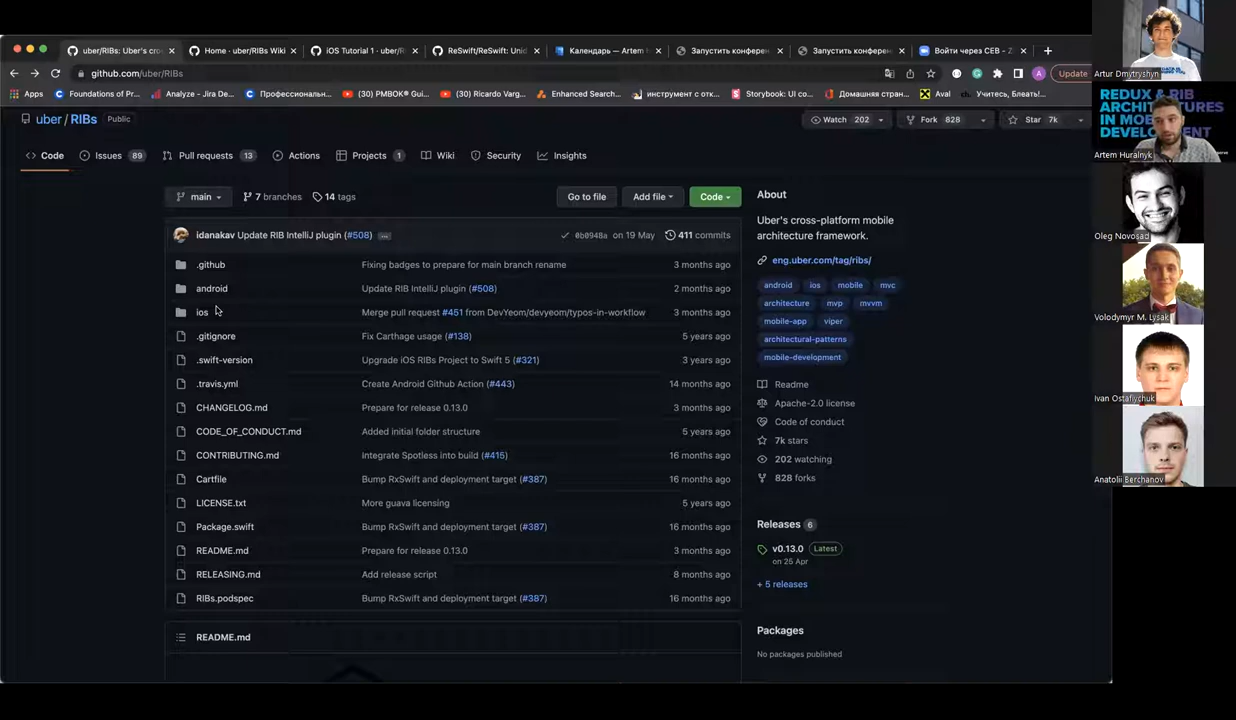 uber/RIBs: Uber's cro
Home · uber/RIBs Wiki
iOS Tutorial 1 · uber/R
ReSwift/ReSwift: Unid
Календарь — Artem H
Запустить конферен
Запустить конферен
Войти через СЕВ - Z
github.com/uber/RIBs
Update
Apps
Foundations of Pr...
Analyze - Jira De...
Профессиональн...
(30) PMBOK® Gui...
(30) Ricardo Varg...
Enhanced Search...
инструмент с отк...
Storybook: UI co...
Домашняя стран...
Aval
Учитесь, Блеать!...
uber / RIBs
Public
Watch 202
Fork 828
Star 7k
Code
Issues 89
Pull requests 13
Actions
Projects 1
Wiki
Security
Insights
main
7 branches
14 tags
Go to file
Add file
Code
idanakav Update RIB IntelliJ plugin (#508)
0b0948a on 19 May
411 commits
.github
Fixing badges to prepare for main branch rename
3 months ago
android
Update RIB IntelliJ plugin (#508)
2 months ago
ios
Merge pull request #451 from DevYeom/devyeom/typos-in-workflow
3 months ago
.gitignore
Fix Carthage usage (#138)
5 years ago
.swift-version
Upgrade iOS RIBs Project to Swift 5 (#321)
3 years ago
.travis.yml
Create Android Github Action (#443)
14 months ago
CHANGELOG.md
Prepare for release 0.13.0
3 months ago
CODE_OF_CONDUCT.md
Added initial folder structure
5 years ago
CONTRIBUTING.md
Integrate Spotless into build (#415)
16 months ago
Cartfile
Bump RxSwift and deployment target (#387)
16 months ago
LICENSE.txt
More guava licensing
5 years ago
Package.swift
Bump RxSwift and deployment target (#387)
16 months ago
README.md
Prepare for release 0.13.0
3 months ago
RELEASING.md
Add release script
8 months ago
RIBs.podspec
Bump RxSwift and deployment target (#387)
16 months ago
README.md
About
Uber's cross-platform mobile
architecture framework.
eng.uber.com/tag/ribs/
android ios mobile mvc
architecture mvp mvvm
mobile-app viper
architectural-patterns
mobile-development
Readme
Apache-2.0 license
Code of conduct
7k stars
202 watching
828 forks
Releases 6
v0.13.0 Latest
on 25 Apr
+ 5 releases
Packages
No packages published
Artur Dmytryshyn
REDUX & RIB
ARCHITECTURES
IN MOB
DEVELO
Artem Huralnyk
Oleg Novosad
Volodymyr M. Lysak
Ivan Ostafiychuk
Anatolii Berchanov